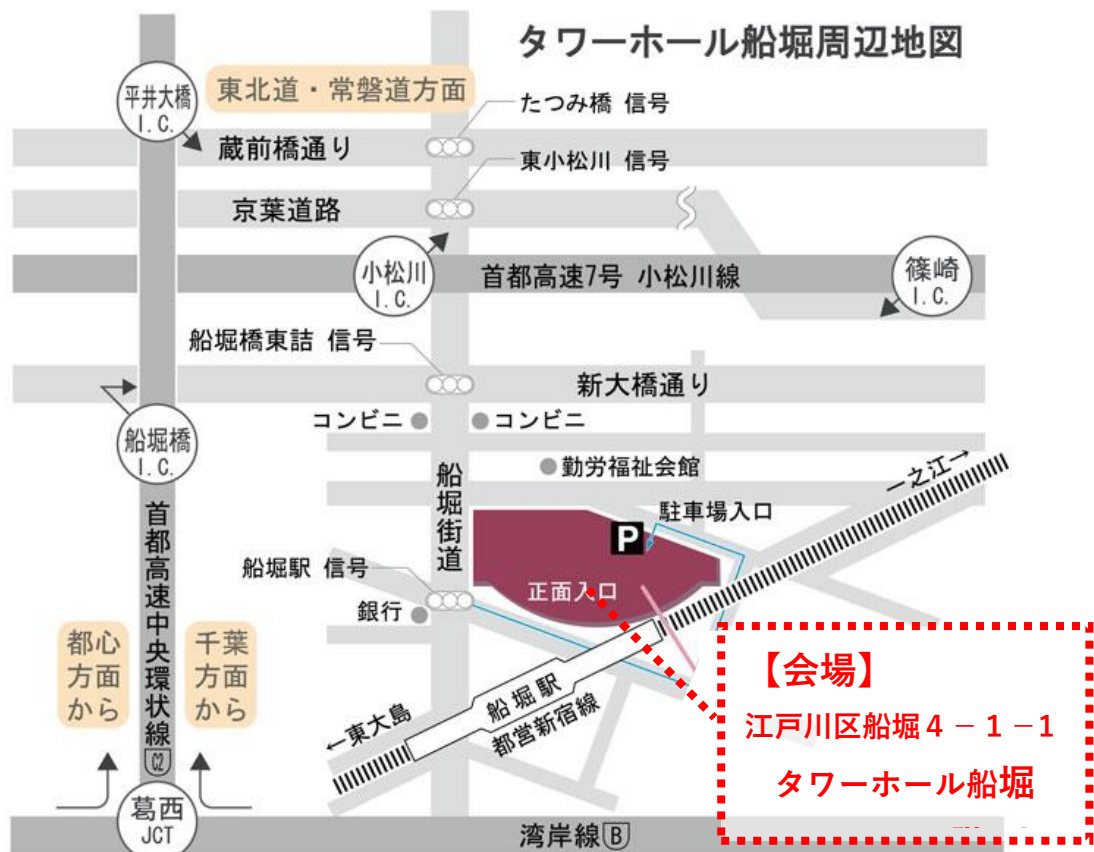 タワーホール船堀周辺地図
平井大橋
I.C.
東北道・常磐道方面
たつみ橋 信号
蔵前橋通り
東小松川 信号
京葉道路
小松川
I.C.
首都高速7号 小松川線
篠崎
I.C.
船堀橋東詰 信号
新大橋通り
コンビニ
コンビニ
船堀橋
I.C.
勤労福祉会館
船堀街道
一之江→
駐車場入口
P
首都高速中央環状線
C2
船堀駅 信号
正面入口
銀行
都心
方面
から
千葉
方面
から
船堀駅
都営新宿線
←東大島
【会場】
江戸川区船堀4-1-1
タワーホール船堀
葛西
JCT
湾岸線 B